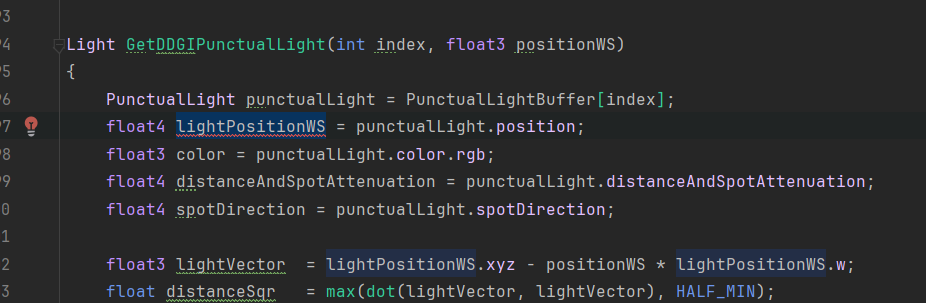 3
4 Light GetDDGIPunctualLight(int index, float3 positionWS)
5 {
6 PunctualLight punctualLight = PunctualLightBuffer[index];
7 float4 lightPositionWS = punctualLight.position;
8 float3 color = punctualLight.color.rgb;
9 float4 distanceAndSpotAttenuation = punctualLight.distanceAndSpotAttenuation;
0 float4 spotDirection = punctualLight.spotDirection;
1
2 float3 lightVector = lightPositionWS.xyz - positionWS * lightPositionWS.w;
3 float distanceSqr = max(dot(lightVector, lightVector), HALF_MIN);